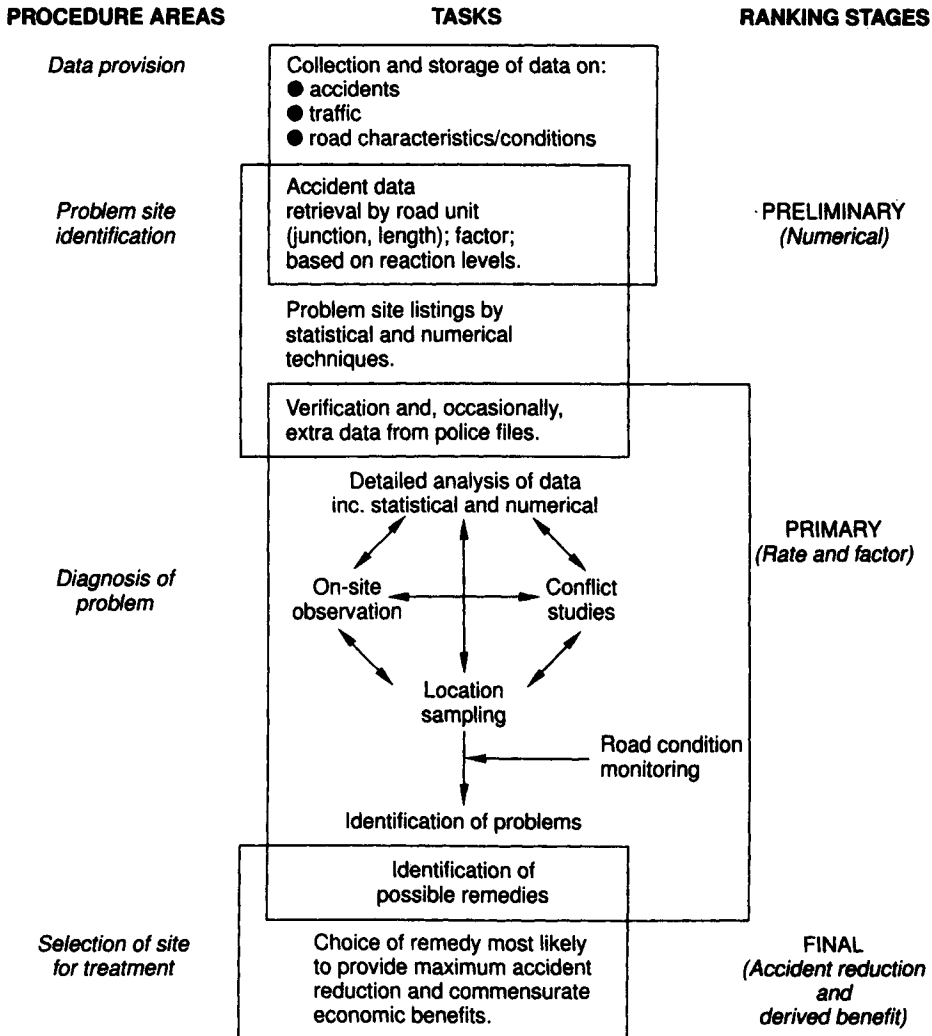 PROCEDURE AREAS
TASKS
RANKING STAGES
Data provision
Collection and storage of data on:
● accidents
● traffic
● road characteristics/conditions
Problem site
identification
Accident data
retrieval by road unit
(junction, length); factor;
based on reaction levels.
PRELIMINARY
(Numerical)
Problem site listings by
statistical and numerical
techniques.
Verification and, occasionally,
extra data from police files.
Detailed analysis of data
inc. statistical and numerical
PRIMARY
(Rate and factor)
Diagnosis of
problem
On-site
observation
Conflict
studies
Location
sampling
Road condition
monitoring
Identification of problems
Identification of
possible remedies
Selection of site
for treatment
Choice of remedy most likely
to provide maximum accident
reduction and commensurate
economic benefits.
FINAL
(Accident reduction
and
derived benefit)